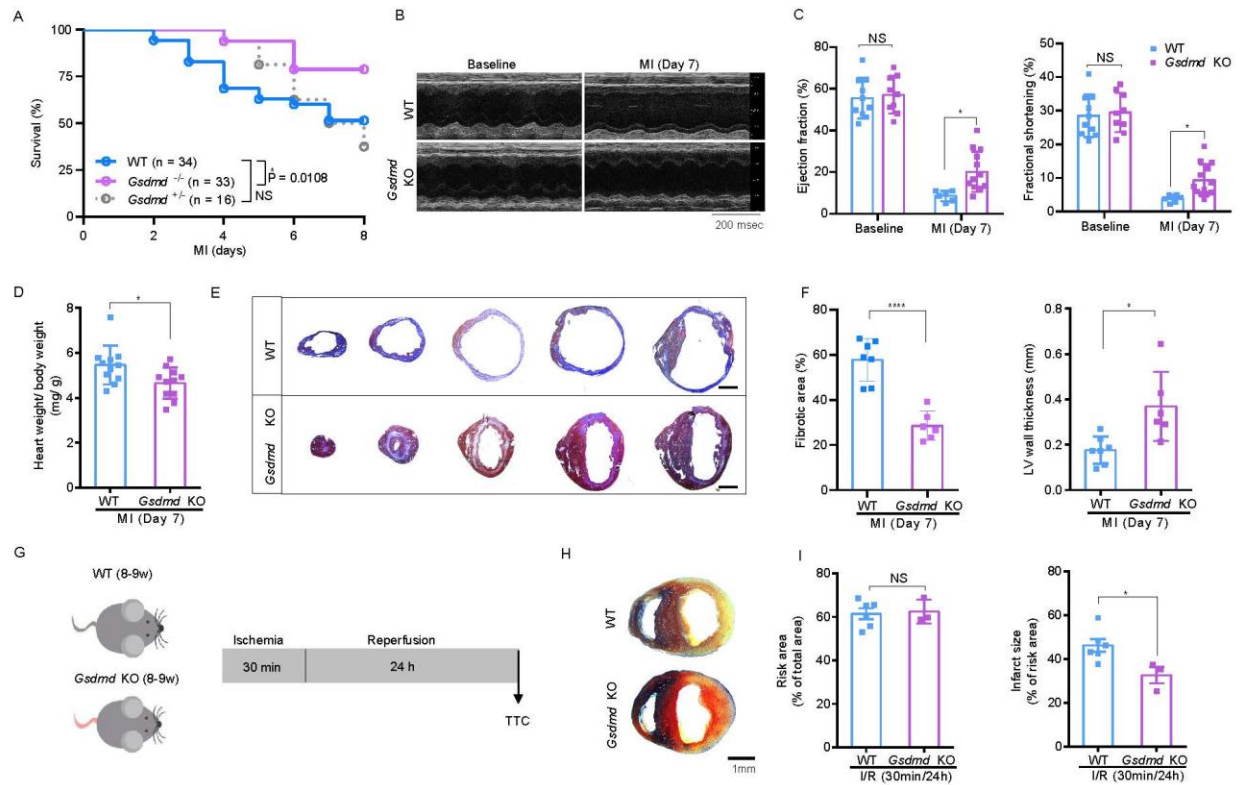 A
100
75
50
25
0
Survival (%)
WT (n = 34)
Gsdmd -/- (n = 33)
Gsdmd +/- (n = 16)
*
P = 0.0108
NS
0 2 4 6 8
MI (days)
B
Baseline MI (Day 7)
WT
Gsdmd KO
200 msec
C
80
60
40
20
0
Ejection fraction (%)
NS
*
Baseline MI (Day 7)
50
40
30
20
10
0
Fractional shortening (%)
NS
*
Baseline MI (Day 7)
WT
Gsdmd KO
D
8
6
4
2
0
Heart weight/ body weight
(mg/ g)
*
WT Gsdmd KO
MI (Day 7)
E
WT
Gsdmd KO
F
80
60
40
20
0
Fibrotic area (%)
****
WT Gsdmd KO
MI (Day 7)
0.8
0.6
0.4
0.2
0.0
LV wall thickness (mm)
*
WT Gsdmd KO
MI (Day 7)
G
WT (8-9w)
Gsdmd KO (8-9w)
Ischemia Reperfusion
30 min 24 h
TTC
H
WT
Gsdmd KO
1mm
I
80
60
40
20
0
Risk area
(% of total area)
NS
WT Gsdmd KO
I/R (30min/24h)
80
60
40
20
0
Infarct size
(% of risk area)
*
WT Gsdmd KO
I/R (30min/24h)